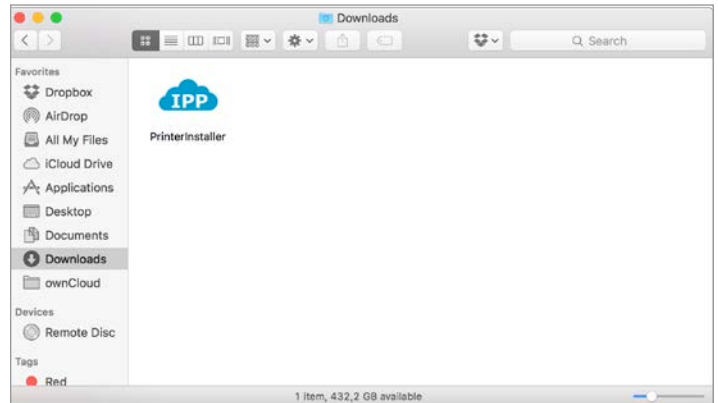 Downloads
Search
Favorites
Dropbox
AirDrop
All My Files
iCloud Drive
Applications
Desktop
Documents
Downloads
ownCloud
Devices
Remote Disc
Tags
Red
IPP
PrinterInstaller
1 item, 432,2 GB available